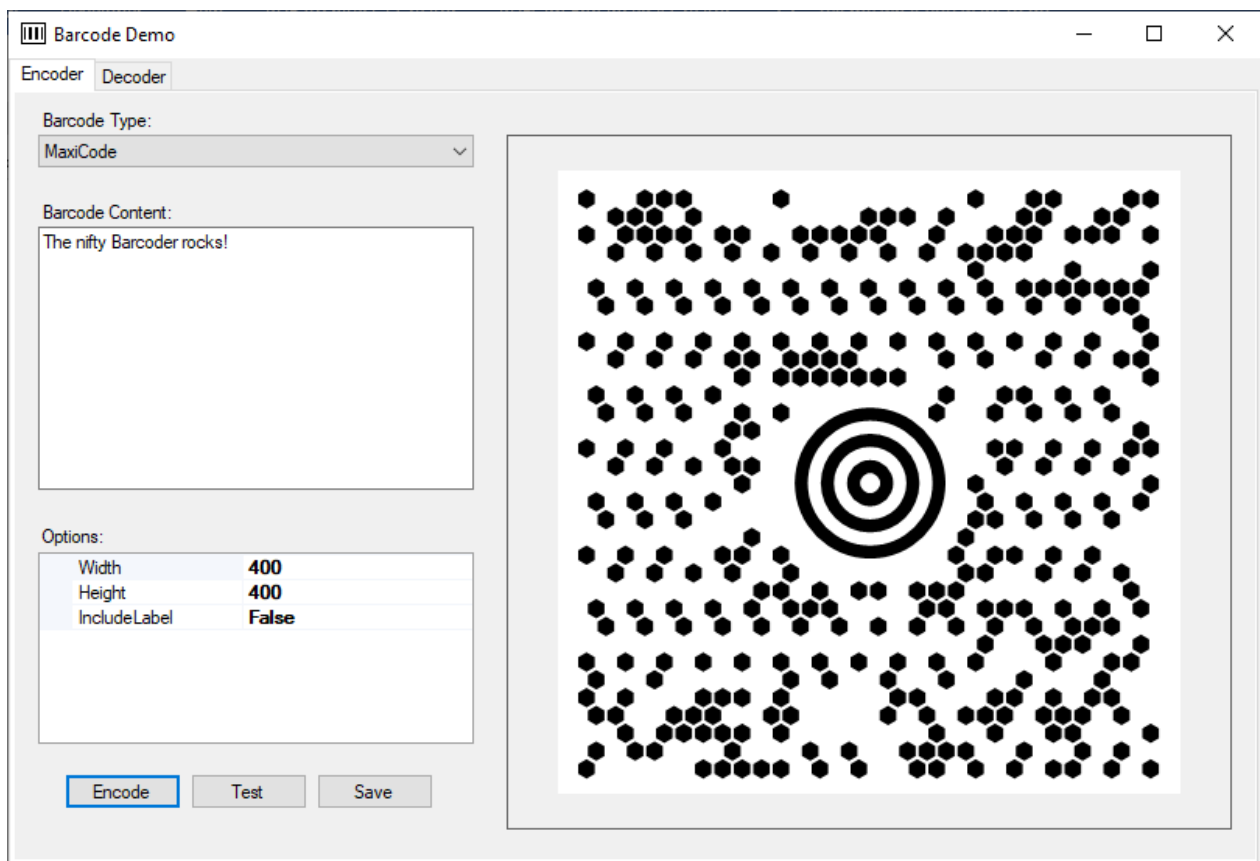 Barcode Demo
Encoder
Decoder
Barcode Type:
MaxiCode
Barcode Content:
The nifty Barcoder rocks!
Options:
Width 400
Height 400
IncludeLabel False
Encode Test Save